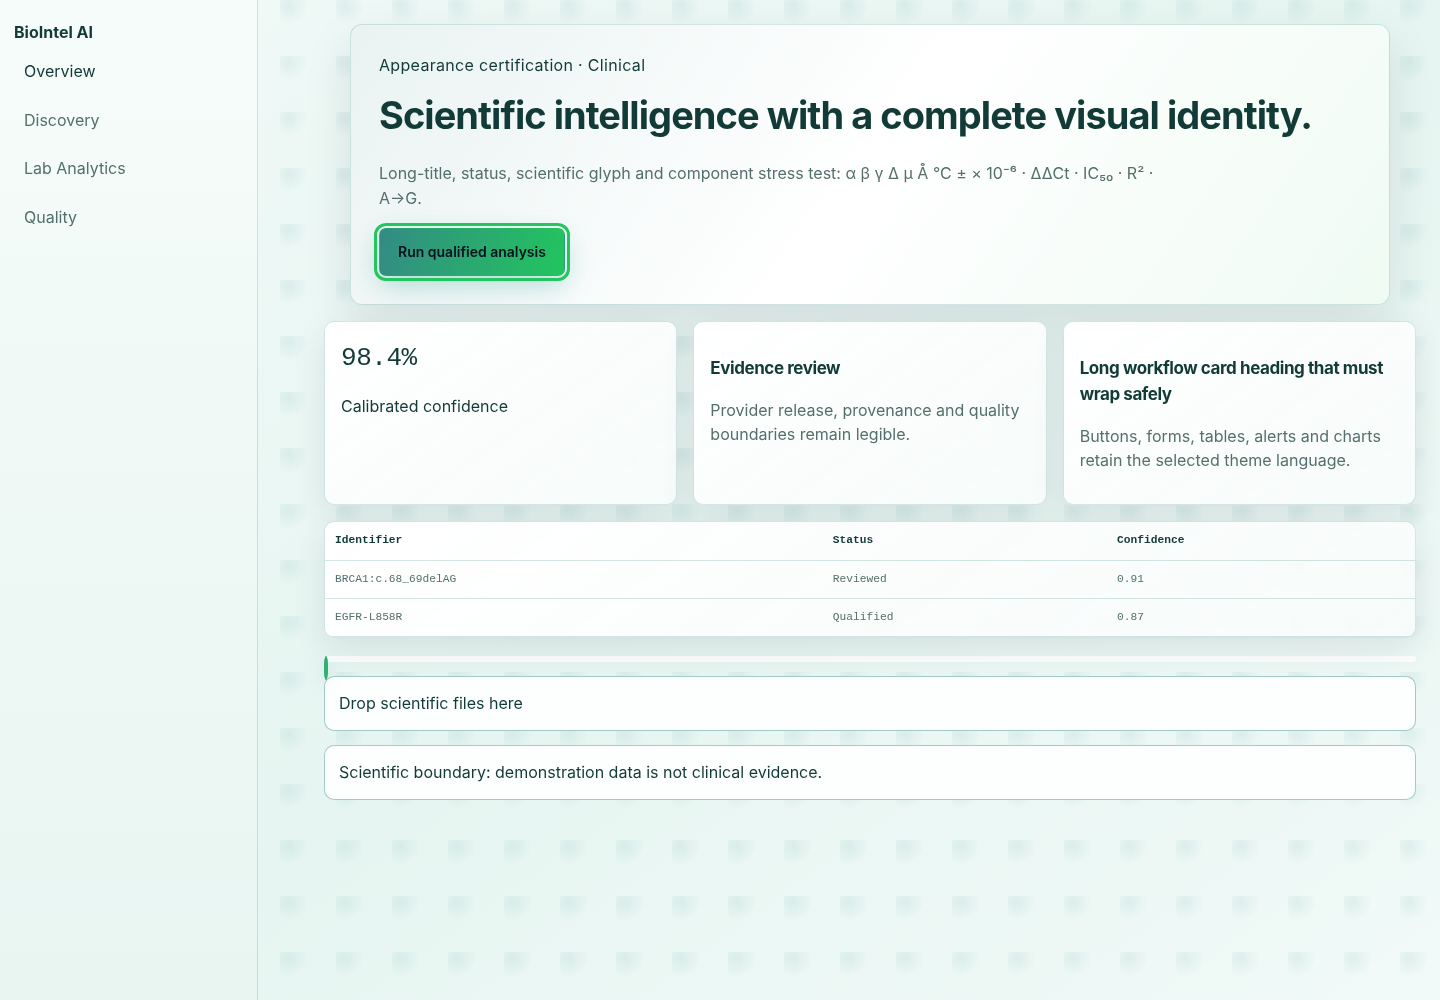 BioIntel AI
Overview
Discovery
Lab Analytics
Quality
Appearance certification · Clinical
Scientific intelligence with a complete visual identity.
Long-title, status, scientific glyph and component stress test: α β γ Δ µ Å °C ± × 10⁻⁶ · ΔΔCt · IC₅₀ · R² ·
A→G.
Run qualified analysis
98.4%
Calibrated confidence
Evidence review
Provider release, provenance and quality
boundaries remain legible.
Long workflow card heading that must
wrap safely
Buttons, forms, tables, alerts and charts
retain the selected theme language.
Identifier Status Confidence
BRCA1:c.68_69delAG Reviewed 0.91
EGFR-L858R Qualified 0.87
Drop scientific files here
Scientific boundary: demonstration data is not clinical evidence.